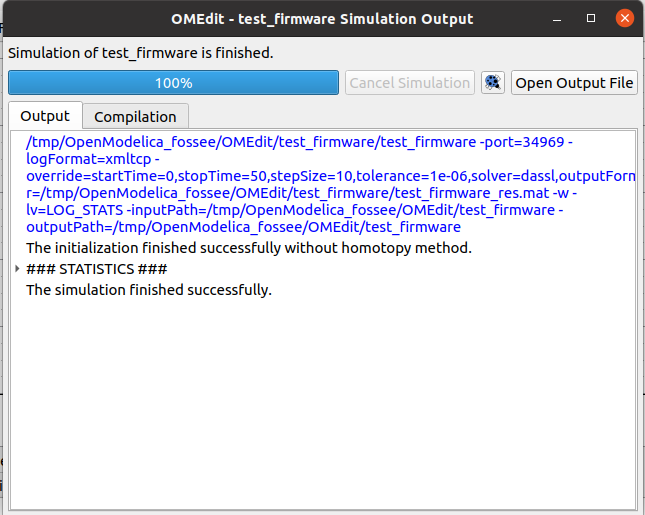 OMEdit - test_firmware Simulation Output
Simulation of test_firmware is finished.
100%
Cancel Simulation
Open Output File
Output
Compilation
/tmp/OpenModelica_fossee/OMEdit/test_firmware/test_firmware -port=34969 -
logFormat=xmltcp -
override=startTime=0,stopTime=50,stepSize=10,tolerance=1e-06,solver=dassl,outputForm
r=/tmp/OpenModelica_fossee/OMEdit/test_firmware/test_firmware_res.mat -w -
lv=LOG_STATS -inputPath=/tmp/OpenModelica_fossee/OMEdit/test_firmware -
outputPath=/tmp/OpenModelica_fossee/OMEdit/test_firmware
The initialization finished successfully without homotopy method.
### STATISTICS ###
The simulation finished successfully.